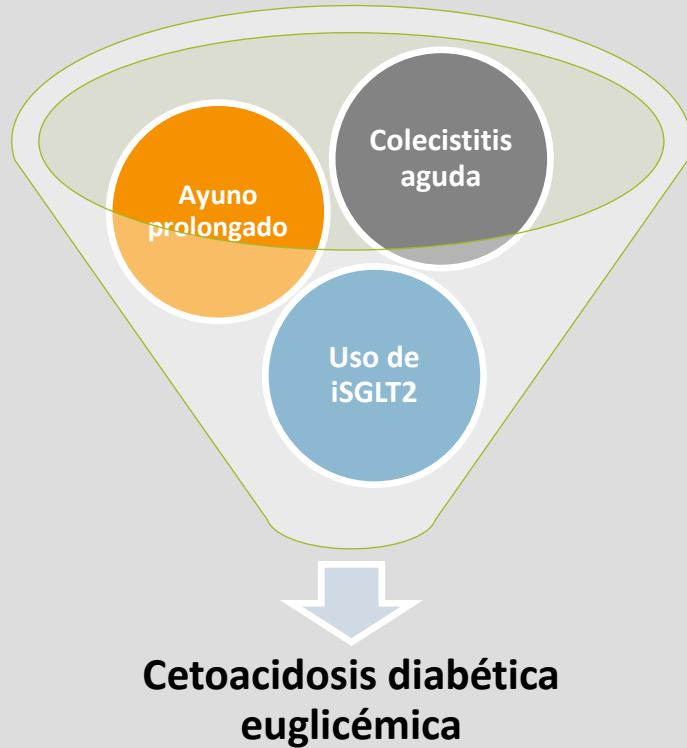 Colecistitis
aguda
Ayuno
prolongado
Uso de
iSGLT2
Cetoacidosis diabética
euglicémica